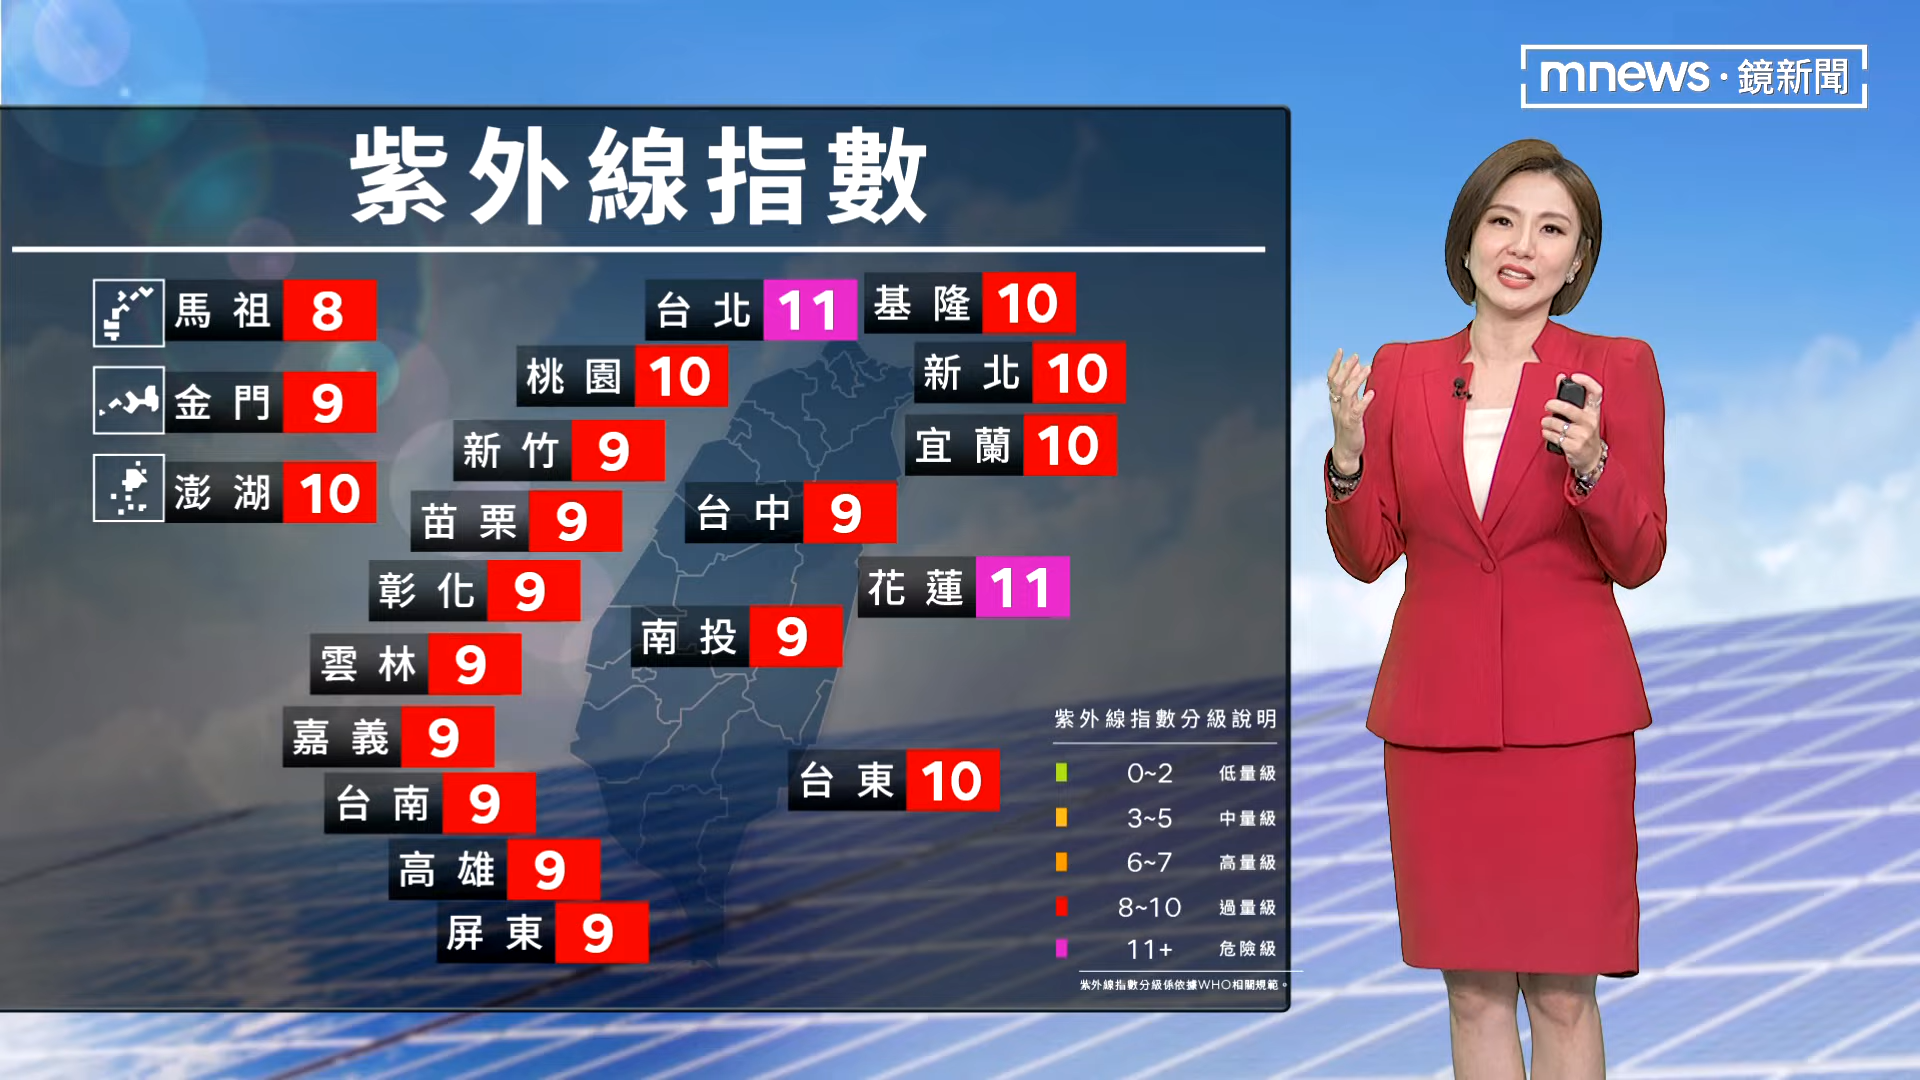 mnews·鏡新聞
紫外線指數
馬祖 8
金門 9
澎湖 10
台北 11
基隆 10
桃園 10
新北 10
新竹 9
宜蘭 10
苗栗 9
台中 9
彰化 9
花蓮 11
南投 9
雲林 9
嘉義 9
台南 9
台東 10
高雄 9
屏東 9
紫外線指數分級說明
0~2 低量級
3~5 中量級
6~7 高量級
8~10 過量級
11+ 危險級
紫外線指數分級係依據WHO相關規範。